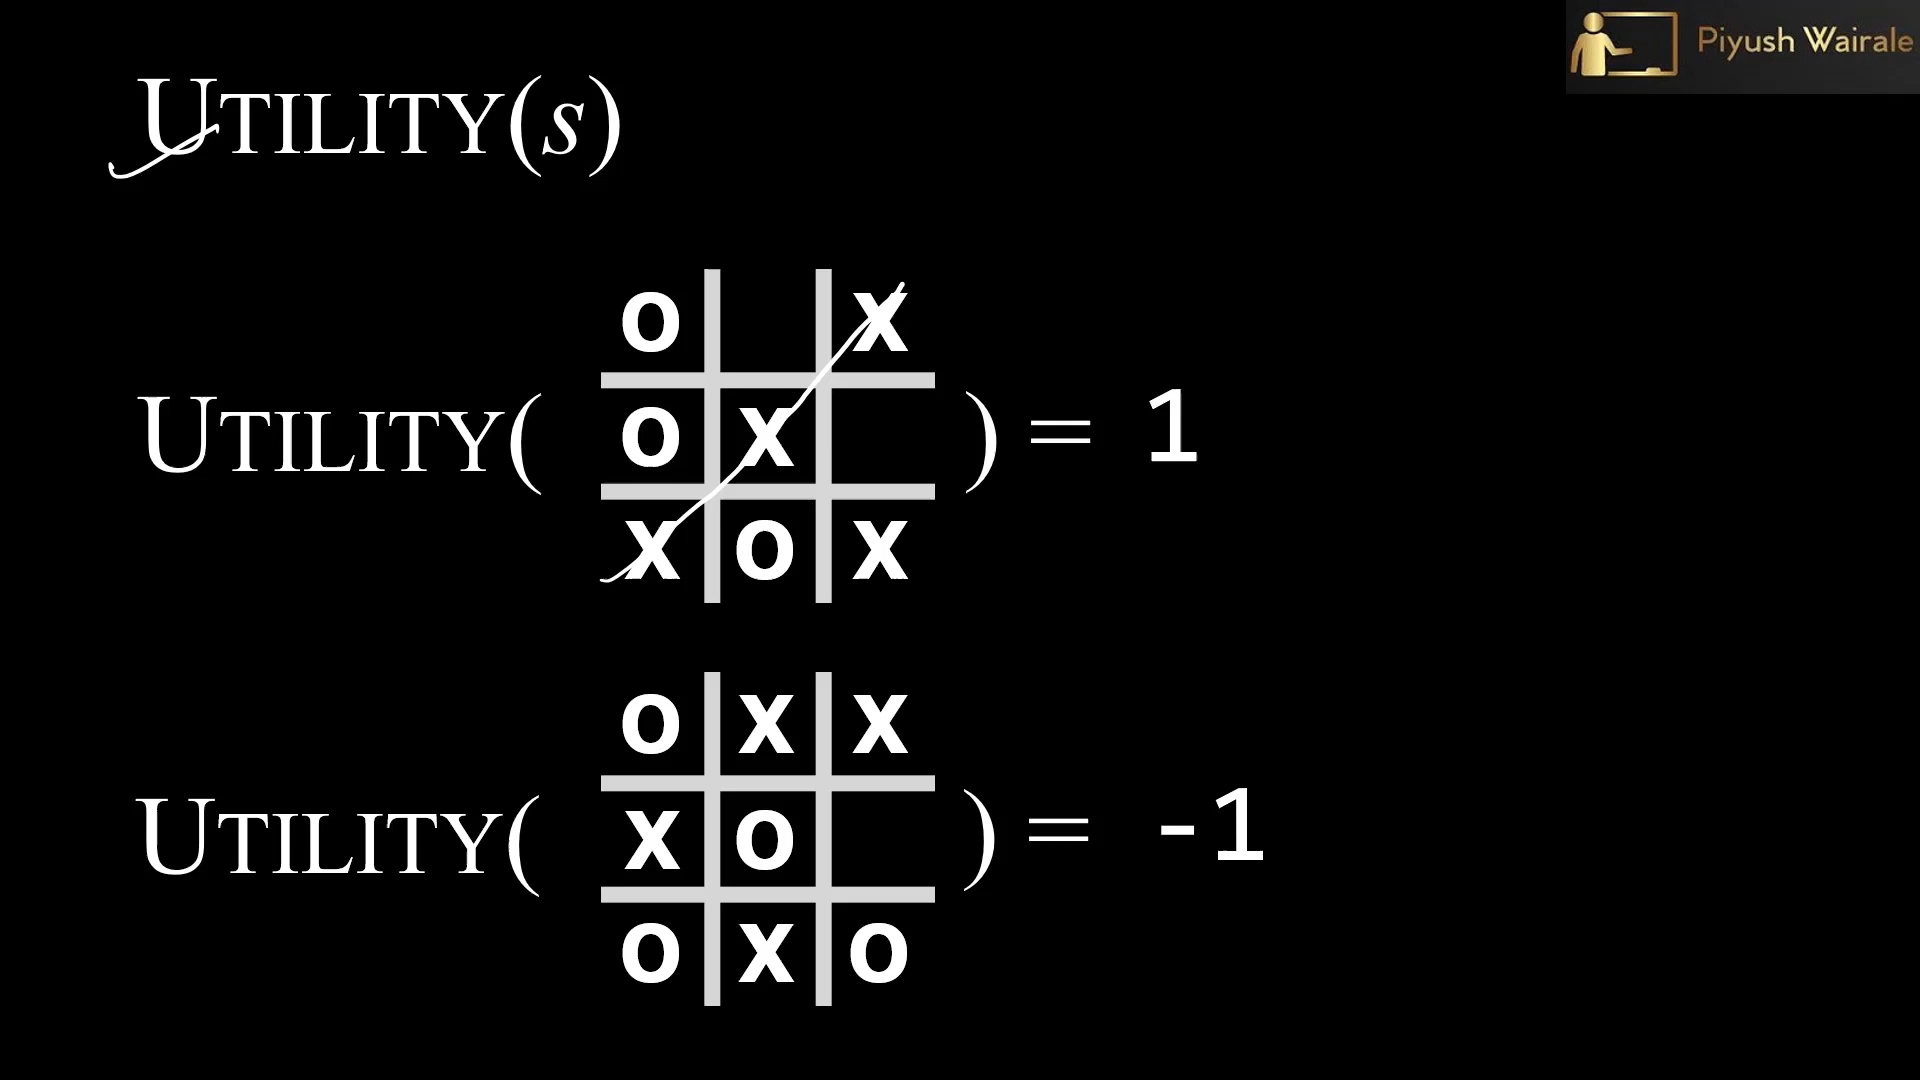 Piyush Wairale
UTILITY(s)
O X
UTILITY( O X ) = 1
X O X
O X X
UTILITY( X O ) = -1
O X O